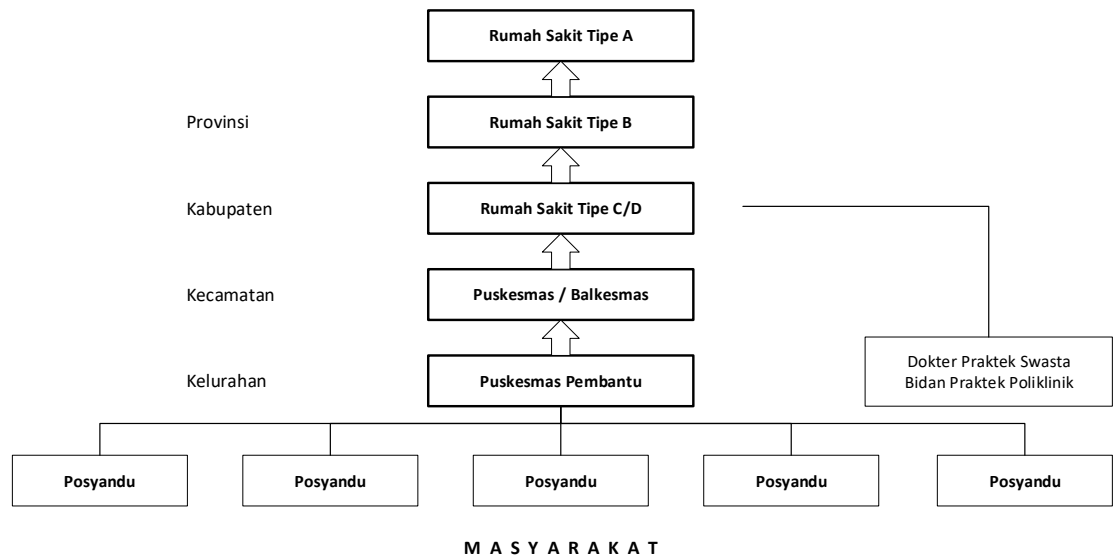 Rumah Sakit Tipe A
Provinsi
Rumah Sakit Tipe B
Kabupaten
Rumah Sakit Tipe C/D
Kecamatan
Puskesmas / Balkesmas
Dokter Praktek Swasta
Bidan Praktek Poliklinik
Kelurahan
Puskesmas Pembantu
Posyandu
Posyandu
Posyandu
Posyandu
Posyandu
M A S Y A R A K A T